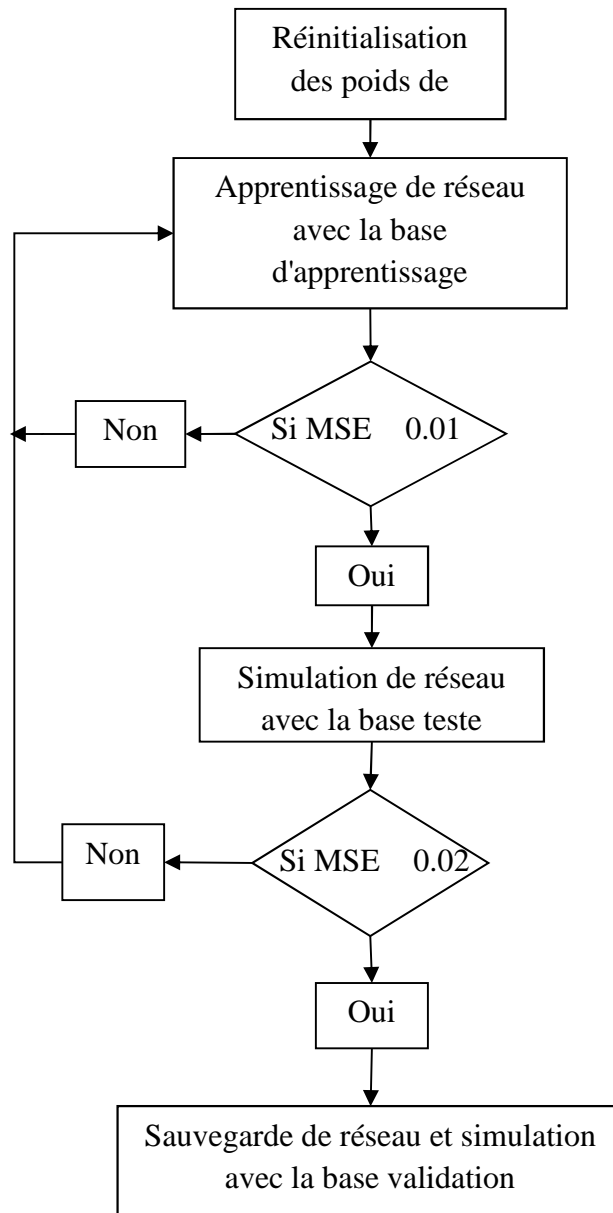 Réinitialisation
des poids de
Apprentissage de réseau
avec la base
d'apprentissage
Si MSE 0.01
Non
Oui
Simulation de réseau
avec la base teste
Si MSE 0.02
Non
Oui
Sauvegarde de réseau et simulation
avec la base validation